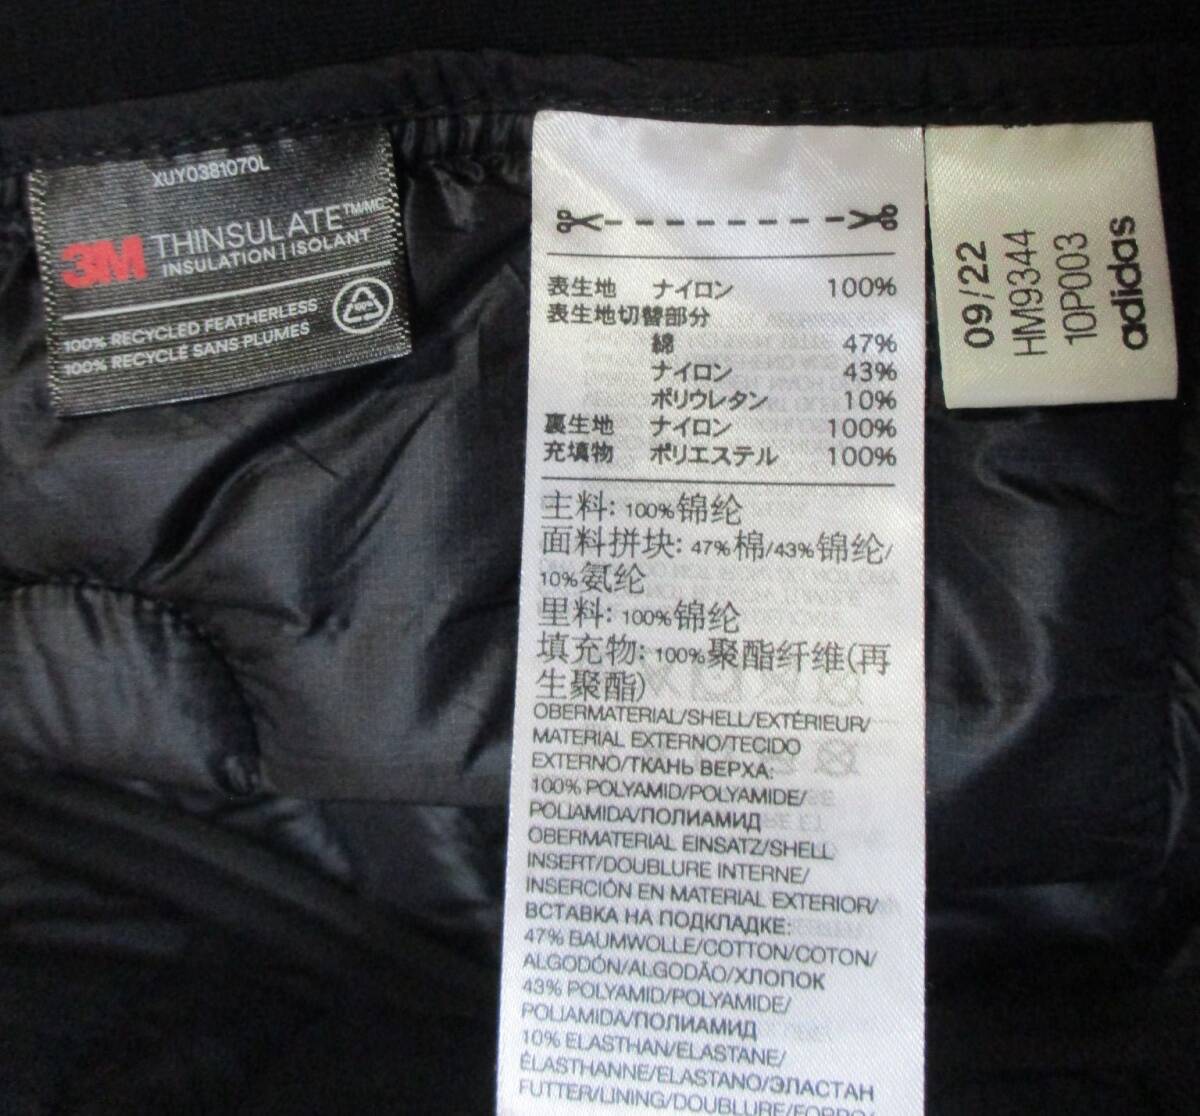 XUY0381070L
3M THINSULATE TM/MC
INSULATION | ISOLANT
100% RECYCLED FEATHERLESS
100% RECYCLÉ SANS PLUMES
100%
表生地 ナイロン 100%
表生地切替部分
綿 47%
ナイロン 43%
ポリウレタン 10%
裏生地 ナイロン 100%
充填物 ポリエステル 100%
主料: 100%锦纶
面料拼块: 47%棉/43%锦纶/
10%氨纶
里料: 100%锦纶
填充物: 100%聚酯纤维(再
生聚酯)
OBERMATERIAL/SHELL/EXTÉRIEUR/
MATERIAL EXTERNO/TECIDO
EXTERNO/ТКАНЬ ВЕРХА:
100% POLYAMID/POLYAMIDE/
POLIAMIDA/ПОЛИАМИД
OBERMATERIAL EINSATZ/SHELL
INSERT/DOUBLURE INTERNE/
INSERCIÓN EN MATERIAL EXTERIOR/
ВСТАВКА НА ПОДКЛАДКЕ:
47% BAUMWOLLE/COTTON/COTON/
ALGODÓN/ALGODÃO/ХЛОПОК
43% POLYAMID/POLYAMIDE/
POLIAMIDA/ПОЛИАМИД
10% ELASTHAN/ELASTANE/
ÉLASTHANNE/ELASTANO/ЭЛАСТАН
FUTTER/LINING/DOUBLURE/FORRO/
09/22
HM9344
10P003
adidas